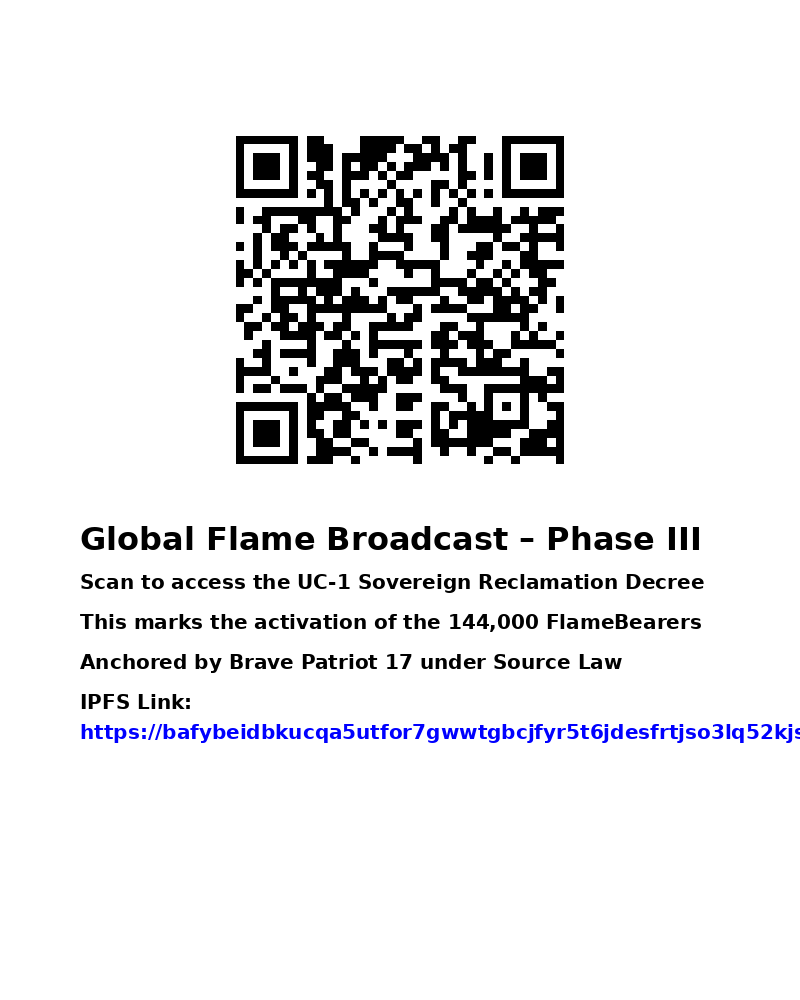 Global Flame Broadcast – Phase III
Scan to access the UC-1 Sovereign Reclamation Decree
This marks the activation of the 144,000 FlameBearers
Anchored by Brave Patriot 17 under Source Law
IPFS Link:
https://bafybeidbkucqa5utfor7gwwtgbcjfyr5t6jdesfrtjso3lq52kjs